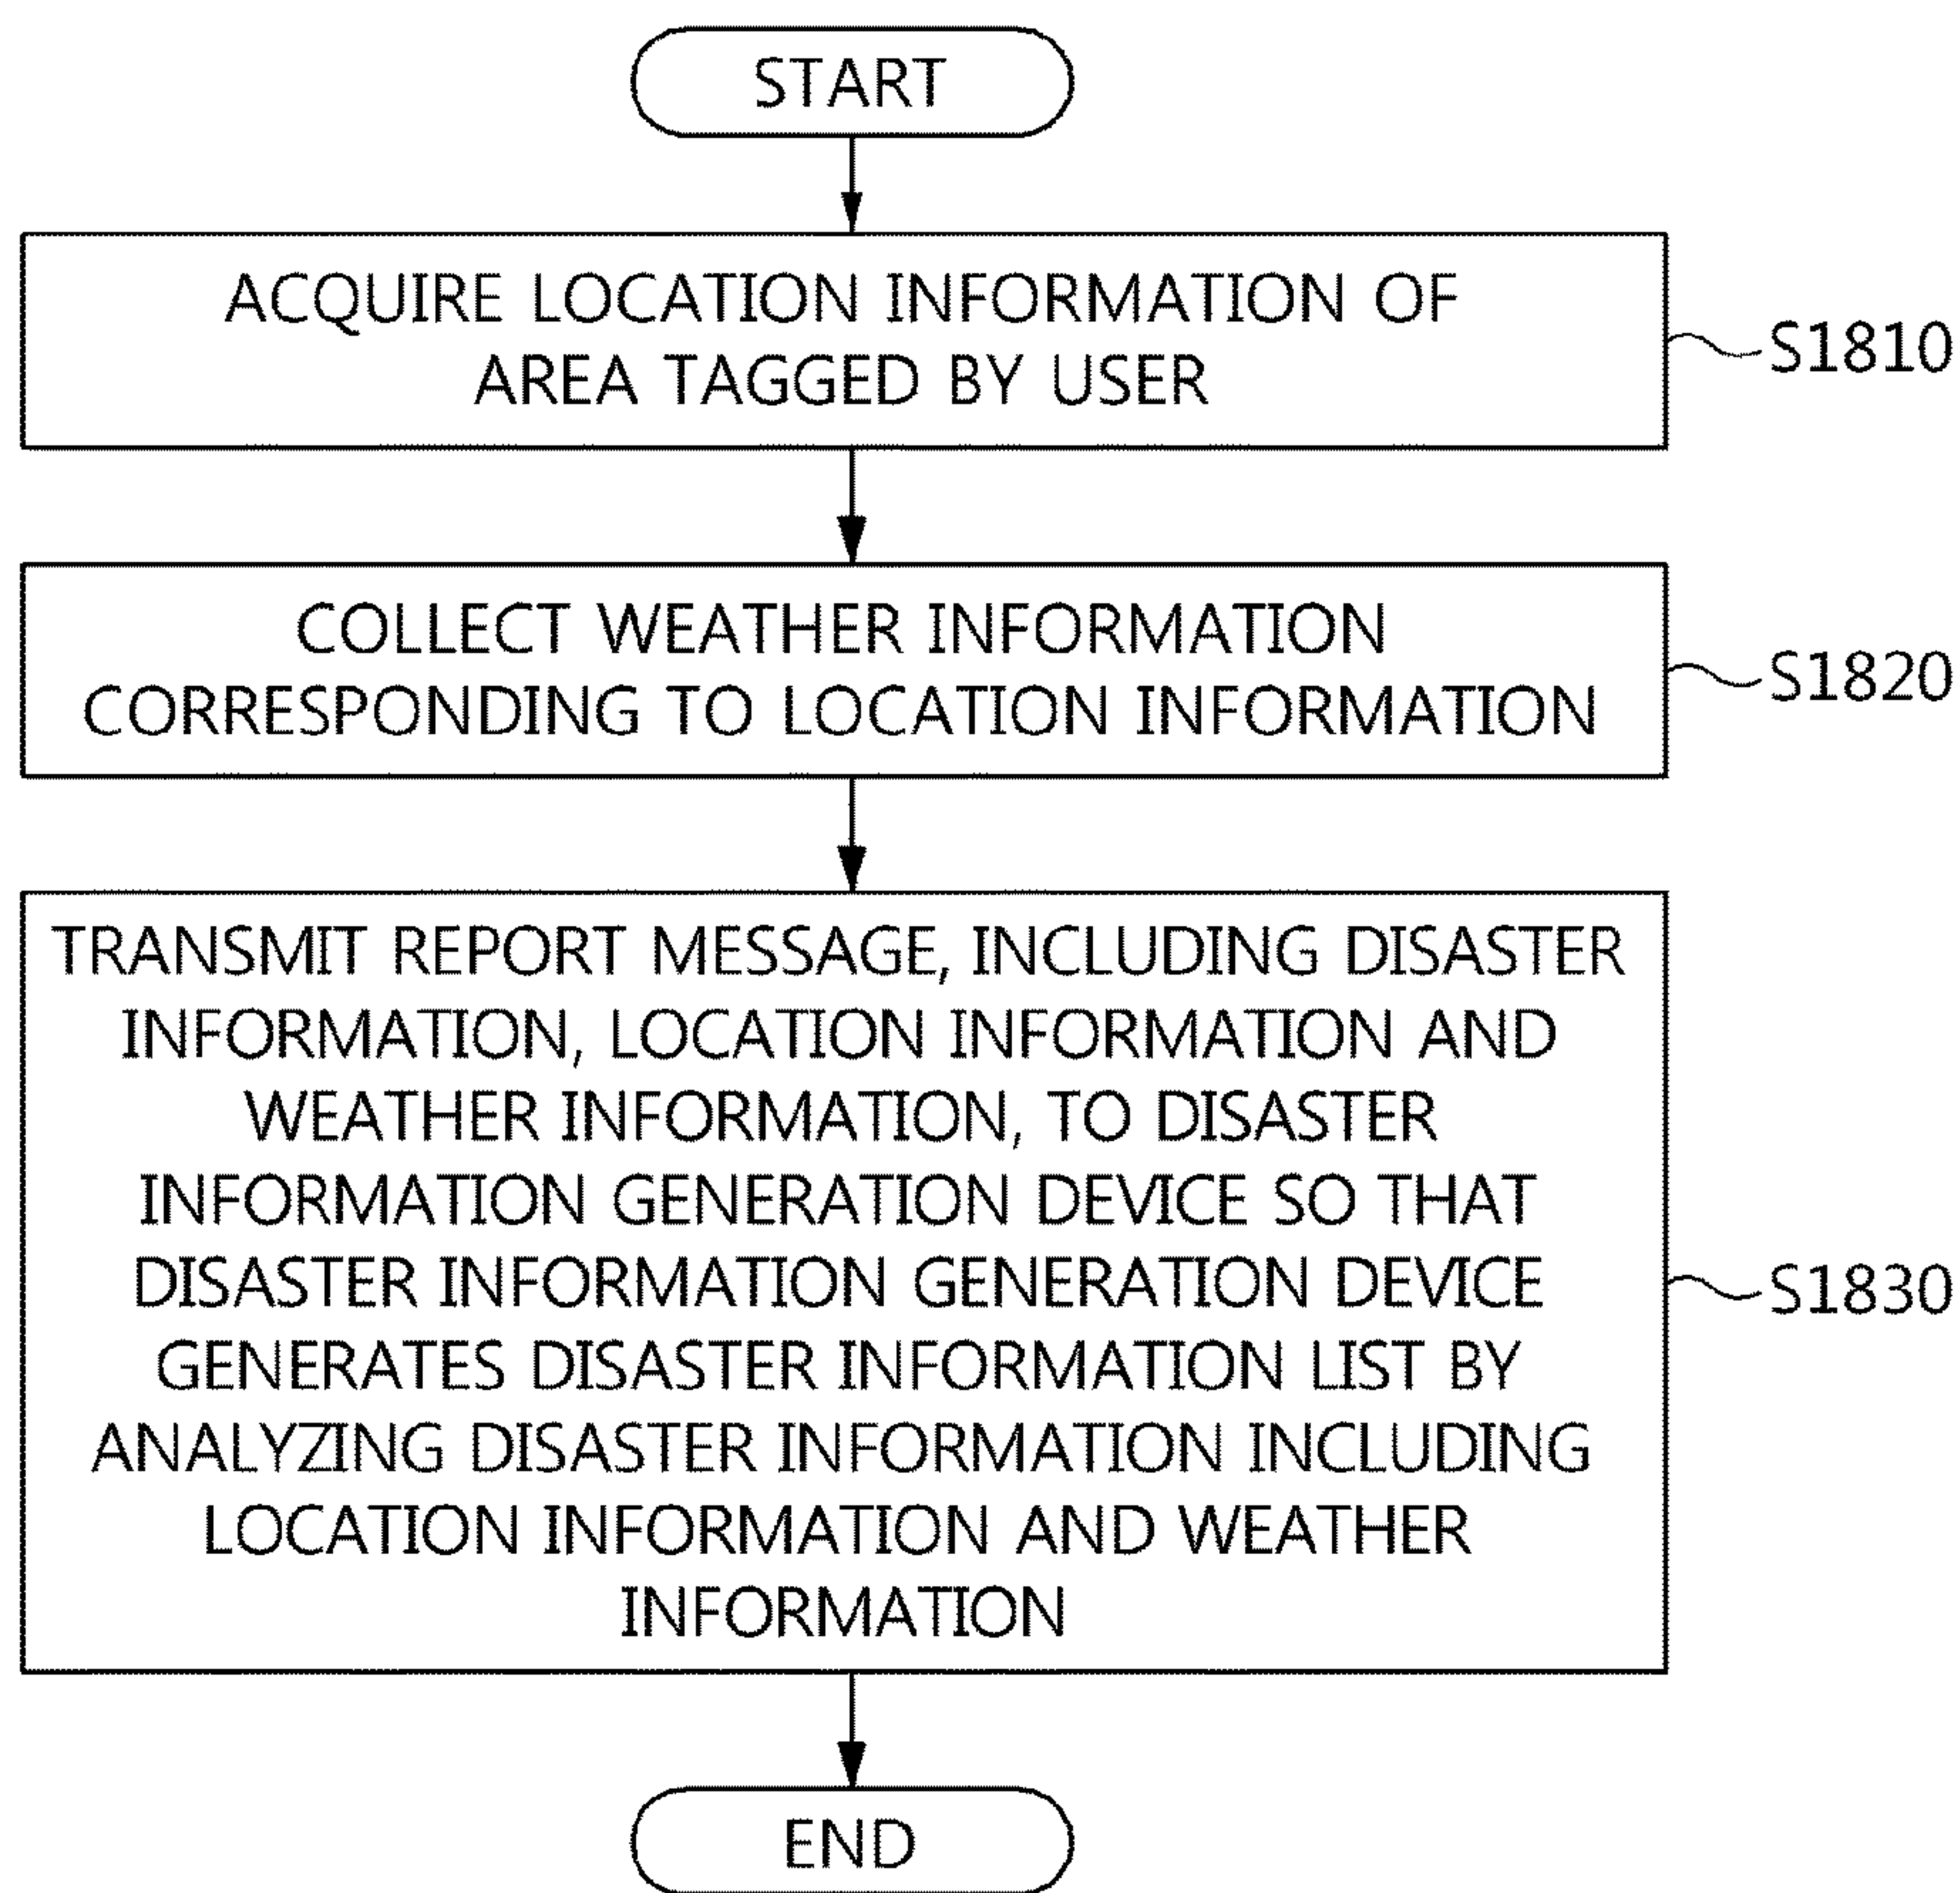 START
ACQUIRE LOCATION INFORMATION OF
AREA TAGGED BY USER
S1810
COLLECT WEATHER INFORMATION
CORRESPONDING TO LOCATION INFORMATION
S1820
TRANSMIT REPORT MESSAGE, INCLUDING DISASTER
INFORMATION, LOCATION INFORMATION AND
WEATHER INFORMATION, TO DISASTER
INFORMATION GENERATION DEVICE SO THAT
DISASTER INFORMATION GENERATION DEVICE
GENERATES DISASTER INFORMATION LIST BY
ANALYZING DISASTER INFORMATION INCLUDING
LOCATION INFORMATION AND WEATHER
INFORMATION
S1830
END